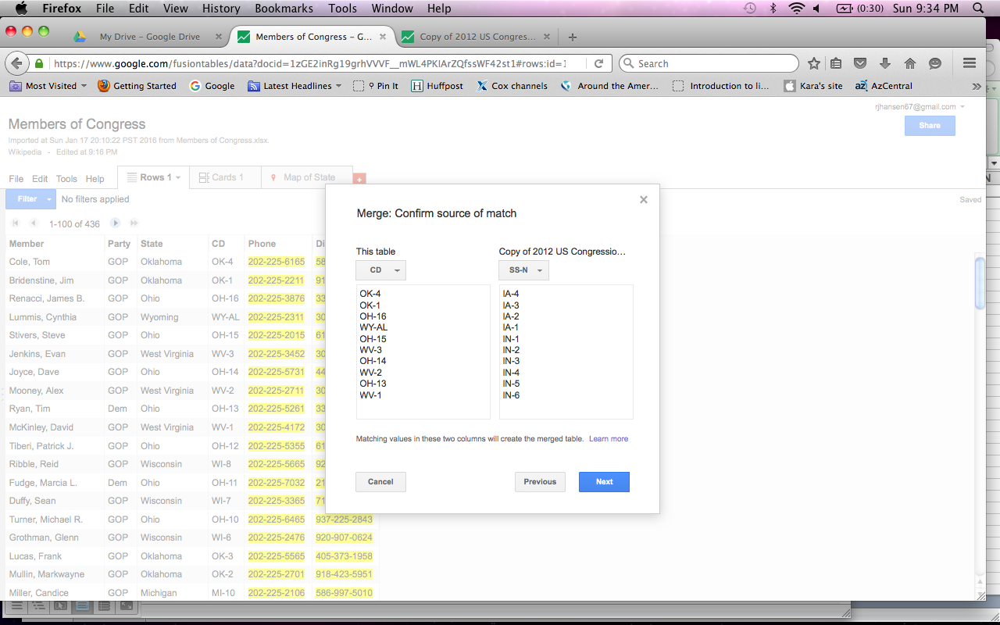 Firefox File Edit View History Bookmarks Tools Window Help (0:30) Sun 9:34 PM
My Drive – Google Drive Members of Congress – G... Copy of 2012 US Congres...
https://www.google.com/fusiontables/data?docid=1zGE2inRg19grhVVVF__mWL4PKIArZQfssWF42st1#rows:id=1 Search
Most Visited Getting Started Google Latest Headlines Pin It Huffpost Cox channels Around the Amer... Introduction to li... Kara's site AzCentral
rjhansen67@gmail.com
Members of Congress
Share
Imported at Sun Jan 17 20:10:22 PST 2016 from Members of Congress.xlsx.
Wikipedia - Edited at 9:16 PM
File Edit Tools Help Rows 1 Cards 1 Map of State
Filter No filters applied Saved
1-100 of 436
Member Party State CD Phone Di
Cole, Tom GOP Oklahoma OK-4 202-225-6165 58
Bridenstine, Jim GOP Oklahoma OK-1 202-225-2211 91
Renacci, James B. GOP Ohio OH-16 202-225-3876 33
Lummis, Cynthia GOP Wyoming WY-AL 202-225-2311 30
Stivers, Steve GOP Ohio OH-15 202-225-2015 61
Jenkins, Evan GOP West Virginia WV-3 202-225-3452 30
Joyce, Dave GOP Ohio OH-14 202-225-5731 44
Mooney, Alex GOP West Virginia WV-2 202-225-2711 30
Ryan, Tim Dem Ohio OH-13 202-225-5261 33
McKinley, David GOP West Virginia WV-1 202-225-4172 30
Tiberi, Patrick J. GOP Ohio OH-12 202-225-5355 61
Ribble, Reid GOP Wisconsin WI-8 202-225-5665 92
Fudge, Marcia L. Dem Ohio OH-11 202-225-7032 21
Duffy, Sean GOP Wisconsin WI-7 202-225-3365 71
Turner, Michael R. GOP Ohio OH-10 202-225-6465 937-225-2843
Grothman, Glenn GOP Wisconsin WI-6 202-225-2476 920-907-0624
Lucas, Frank GOP Oklahoma OK-3 202-225-5565 405-373-1958
Mullin, Markwayne GOP Oklahoma OK-2 202-225-2701 918-423-5951
Miller, Candice GOP Michigan MI-10 202-225-2106 586-997-5010
Merge: Confirm source of match
This table Copy of 2012 US Congressio...
CD SS-N
OK-4 IA-4
OK-1 IA-3
OH-16 IA-2
WY-AL IA-1
OH-15 IN-1
WV-3 IN-2
OH-14 IN-3
WV-2 IN-4
OH-13 IN-5
WV-1 IN-6
Matching values in these two columns will create the merged table. Learn more
Cancel Previous Next
N